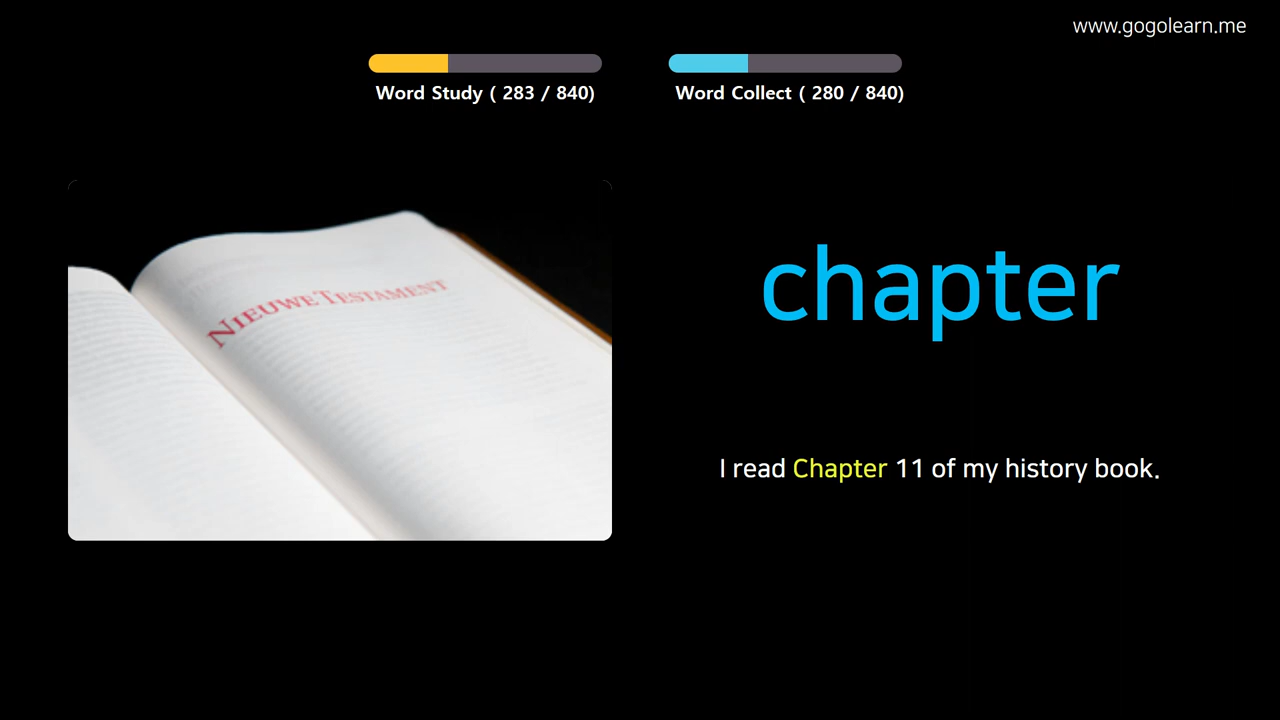 www.gogolearn.me
Word Study ( 283 / 840)
Word Collect ( 280 / 840)
NIEUWE TESTAMENT
chapter
I read Chapter 11 of my history book.